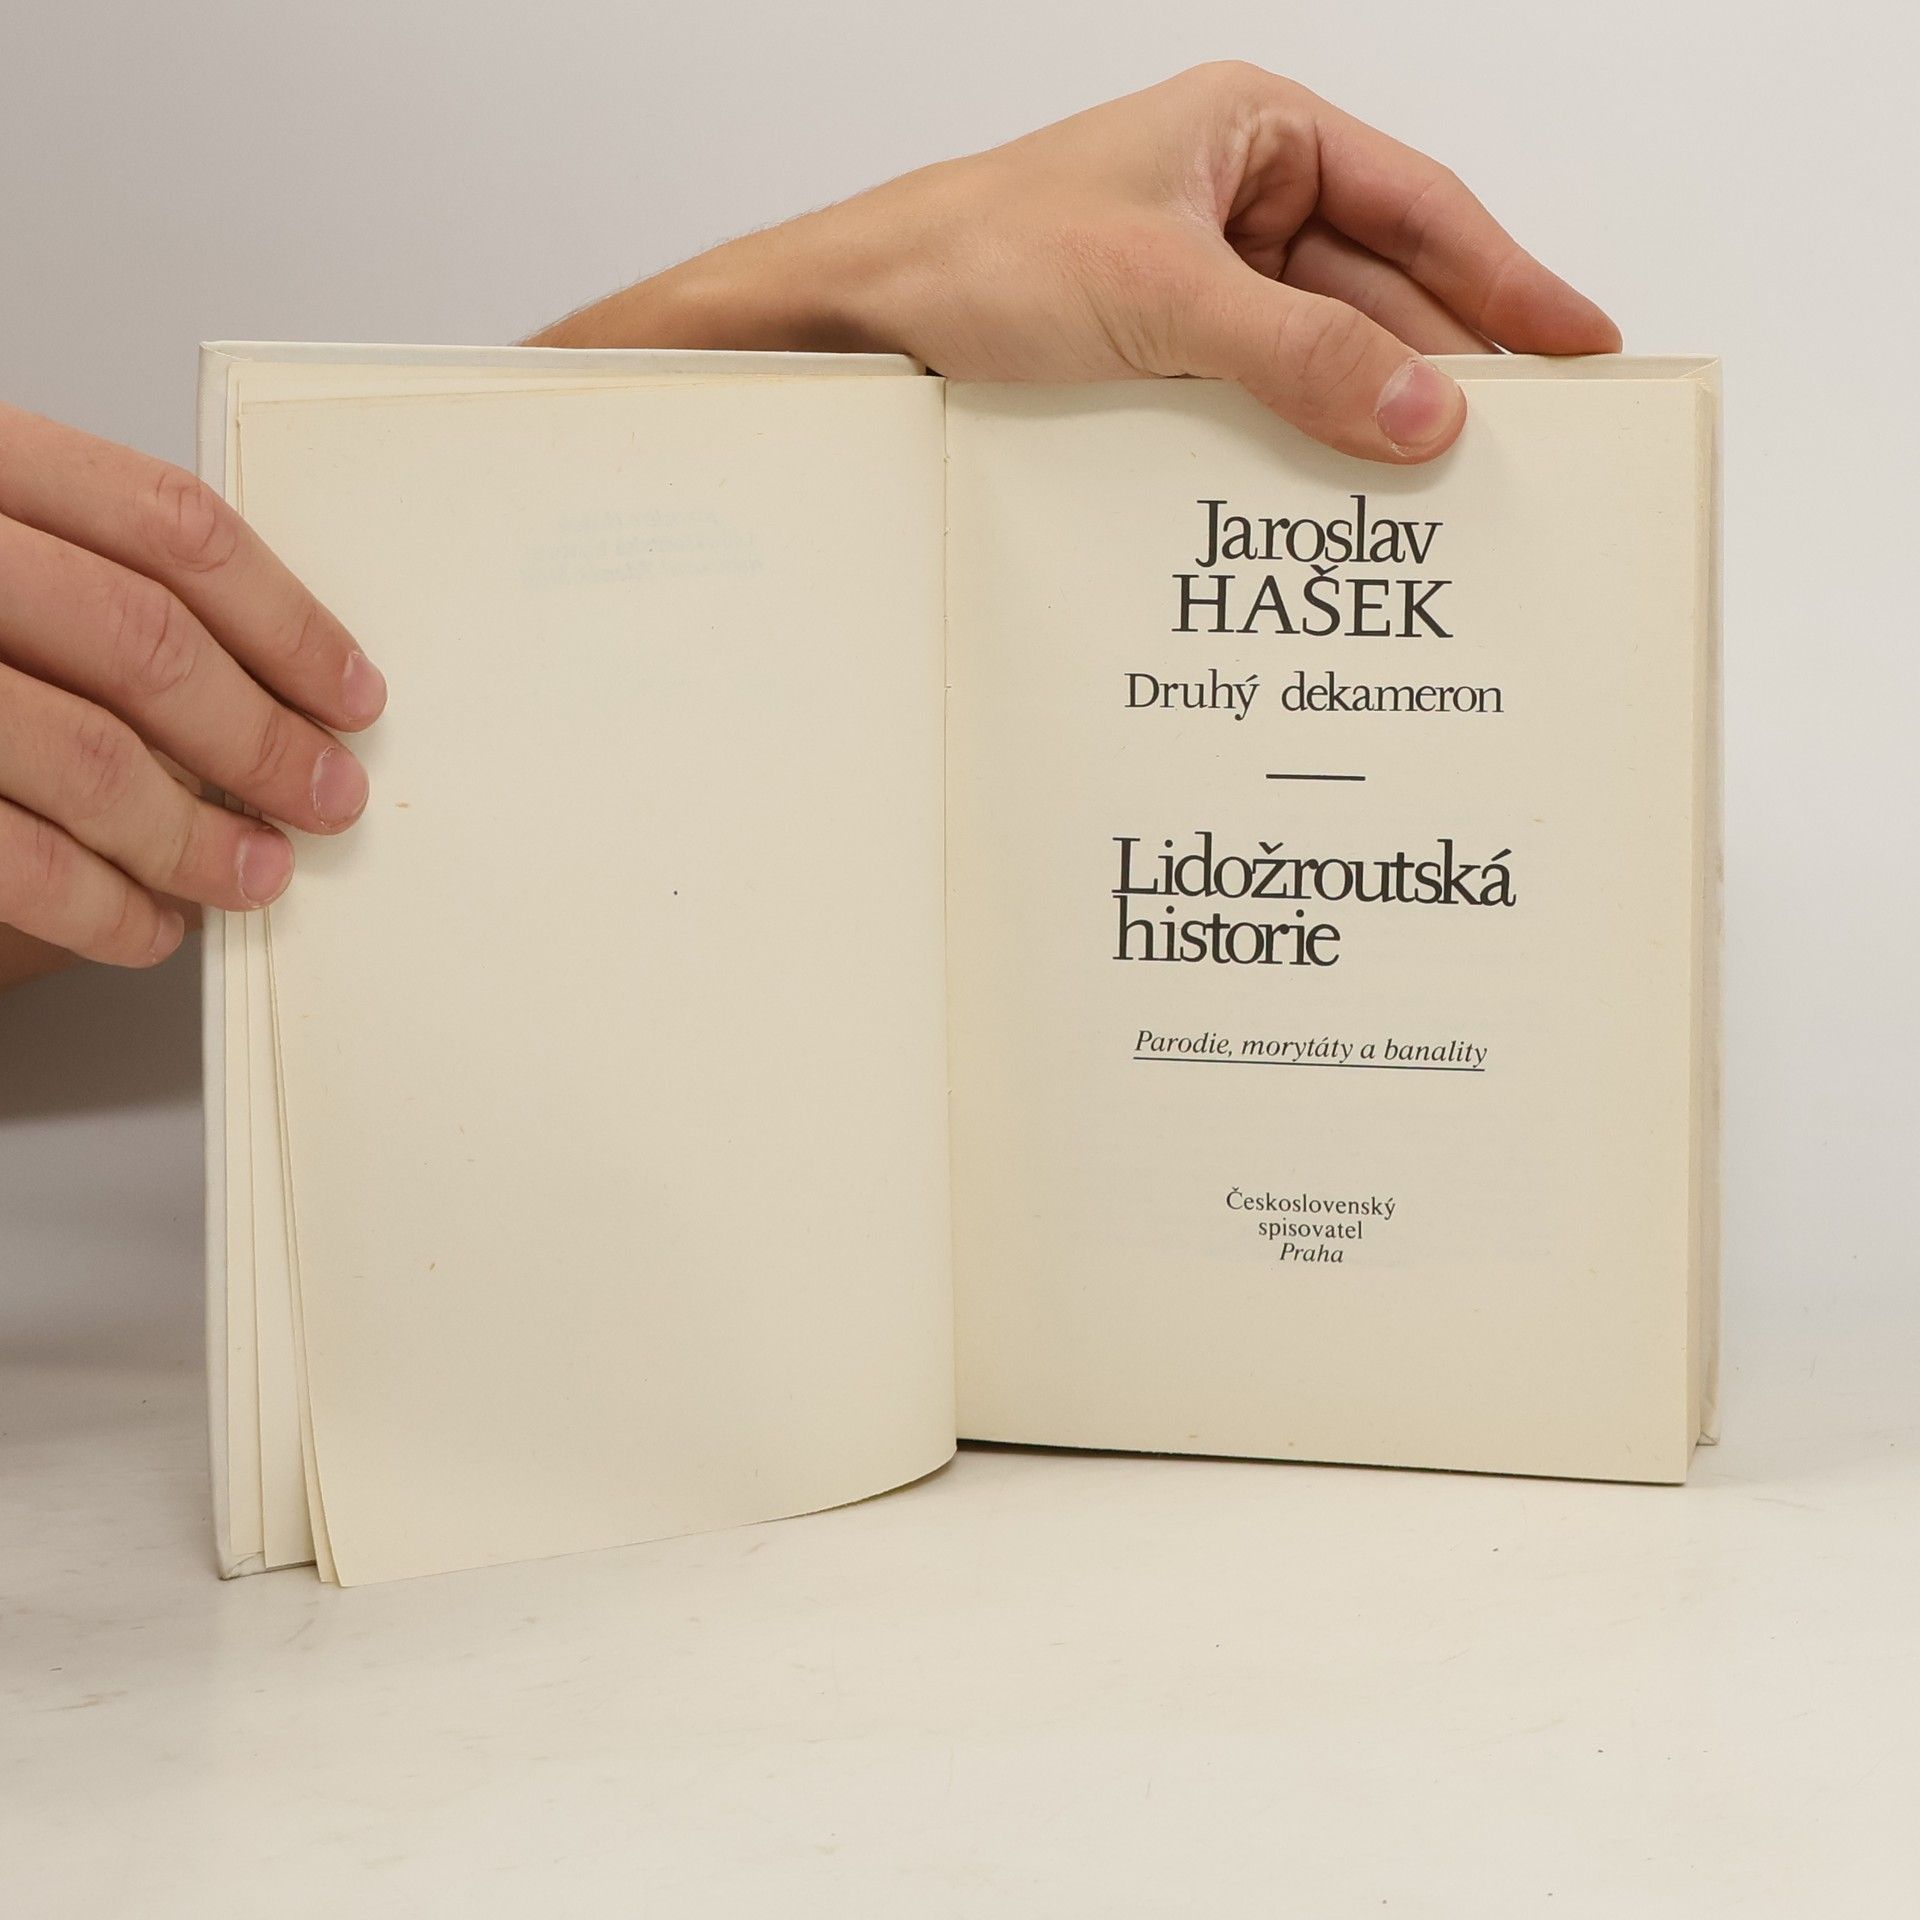 Jaroslav
HAŠEK
Druhý dekameron
Lidožroutská
historie
Parodie, morytáty a banality
Československý
spisovatel
Praha